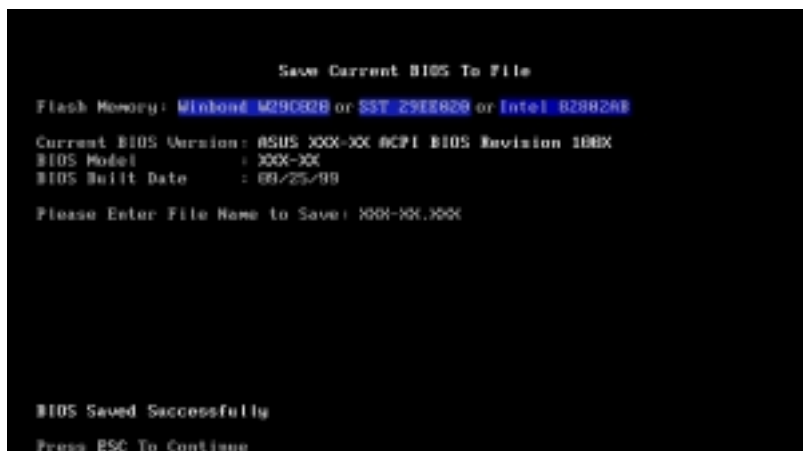 Save Current BIOS To File
Flash Memory: Winbond W29C020 or SST 29EE020 or Intel 82802AB
Current BIOS Version: ASUS XXX-XX ACPI BIOS Revision 100X
BIOS Model : XXX-XX
BIOS Built Date : 09/25/99
Please Enter File Name to Save: XXX-XX.XXX
BIOS Saved Successfully
Press ESC To Continue